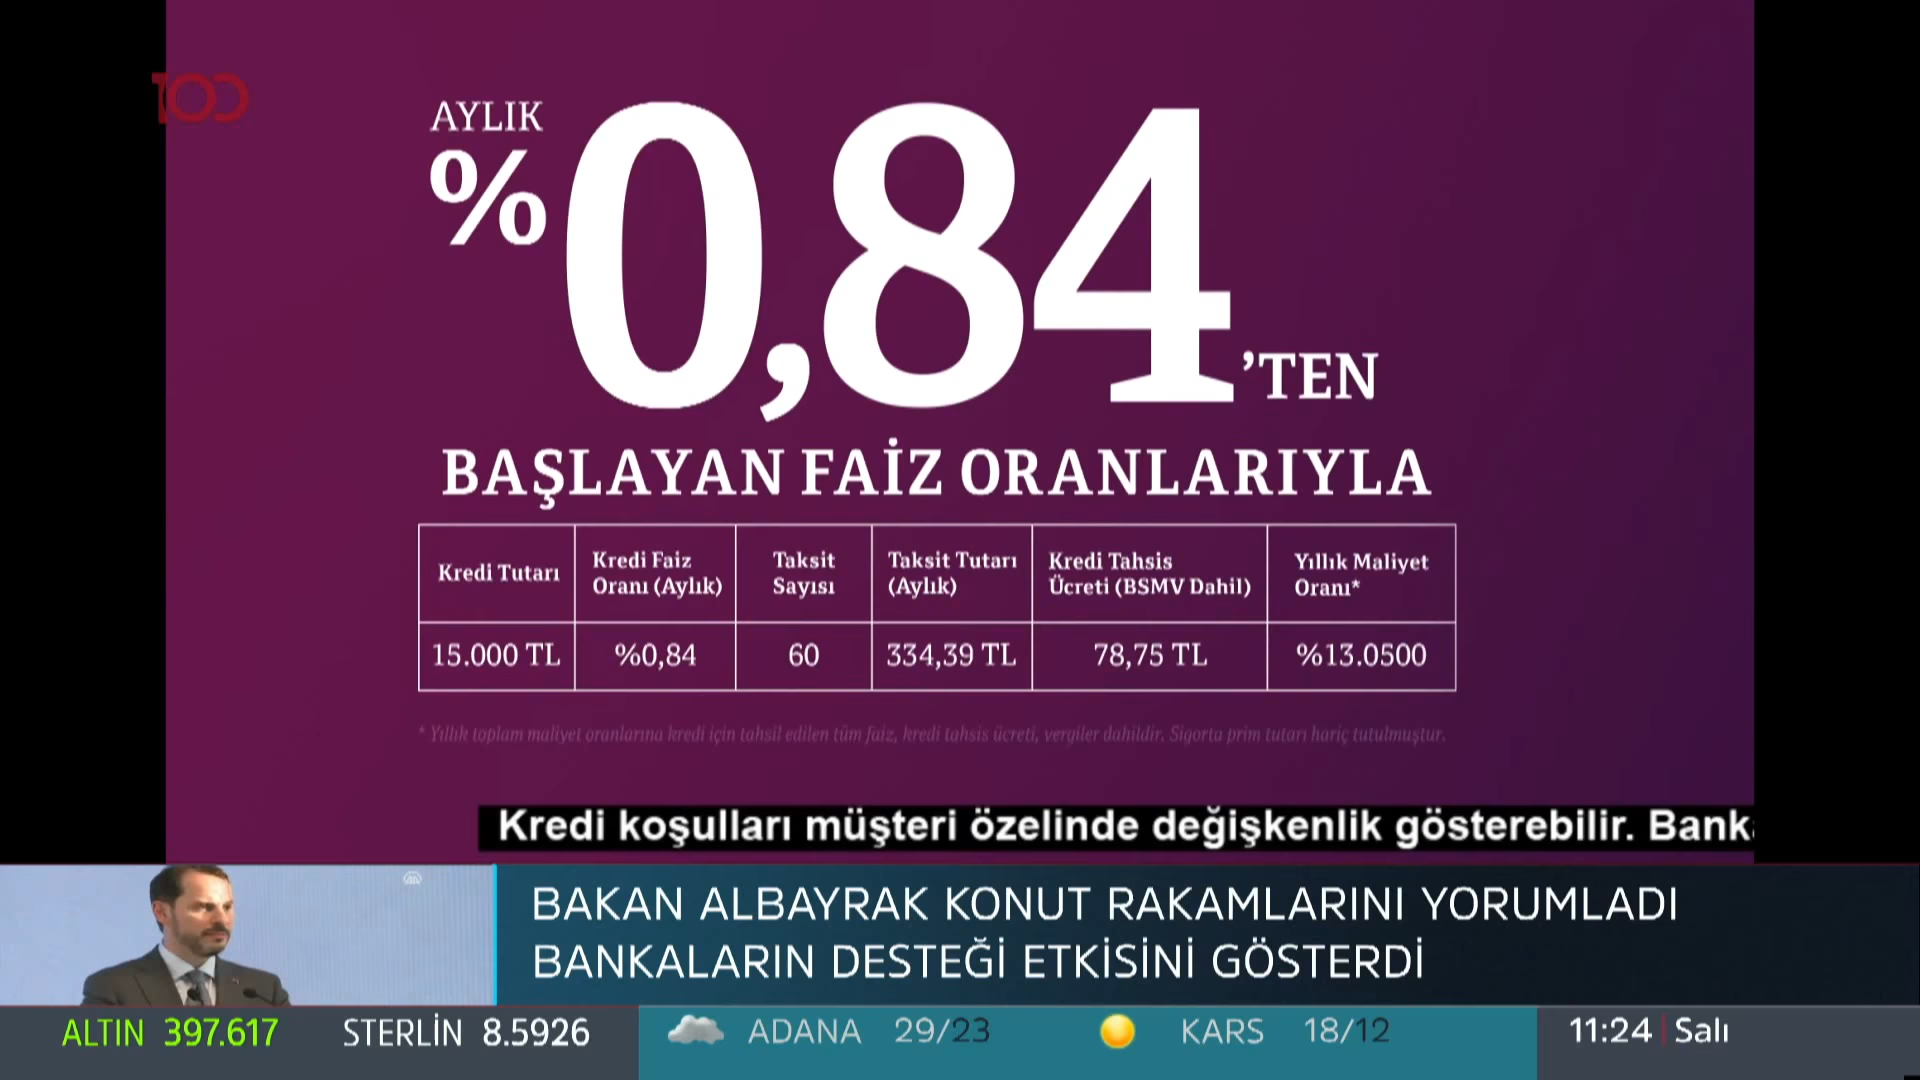 100
AYLIK
%0,84'TEN
BAŞLAYAN FAİZ ORANLARIYLA
Kredi Tutarı
Kredi Faiz
Oranı (Aylık)
Taksit
Sayısı
Taksit Tutarı
(Aylık)
Kredi Tahsis
Ücreti (BSMV Dahil)
Yıllık Maliyet
Oranı*
15.000 TL
%0,84
60
334,39 TL
78,75 TL
%13.0500
* Yıllık toplam maliyet oranlarına kredi için tahsil edilen tüm faiz, kredi tahsis ücreti, vergiler dahildir. Sigorta prim tutarı hariç tutulmuştur.
Kredi koşulları müşteri özelinde değişkenlik gösterebilir. Bank
BAKAN ALBAYRAK KONUT RAKAMLARINI YORUMLADI
BANKALARIN DESTEĞİ ETKİSİNİ GÖSTERDİ
ALTIN 397.617 STERLİN 8.5926 ADANA 29/23 KARS 18/12 11:24 Salı